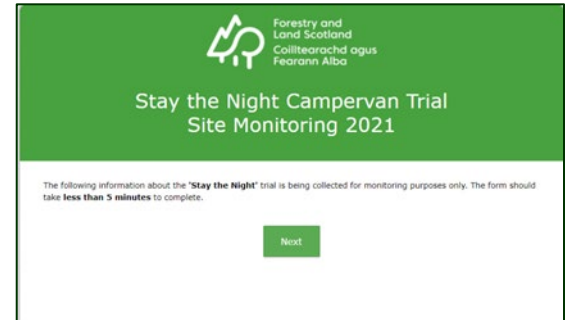 Forestry and
Land Scotland
Coilltearachd agus
Fearann Alba
Stay the Night Campervan Trial
Site Monitoring 2021
The following information about the 'Stay the Night' trial is being collected for monitoring purposes only. The form should
take less than 5 minutes to complete.
Next